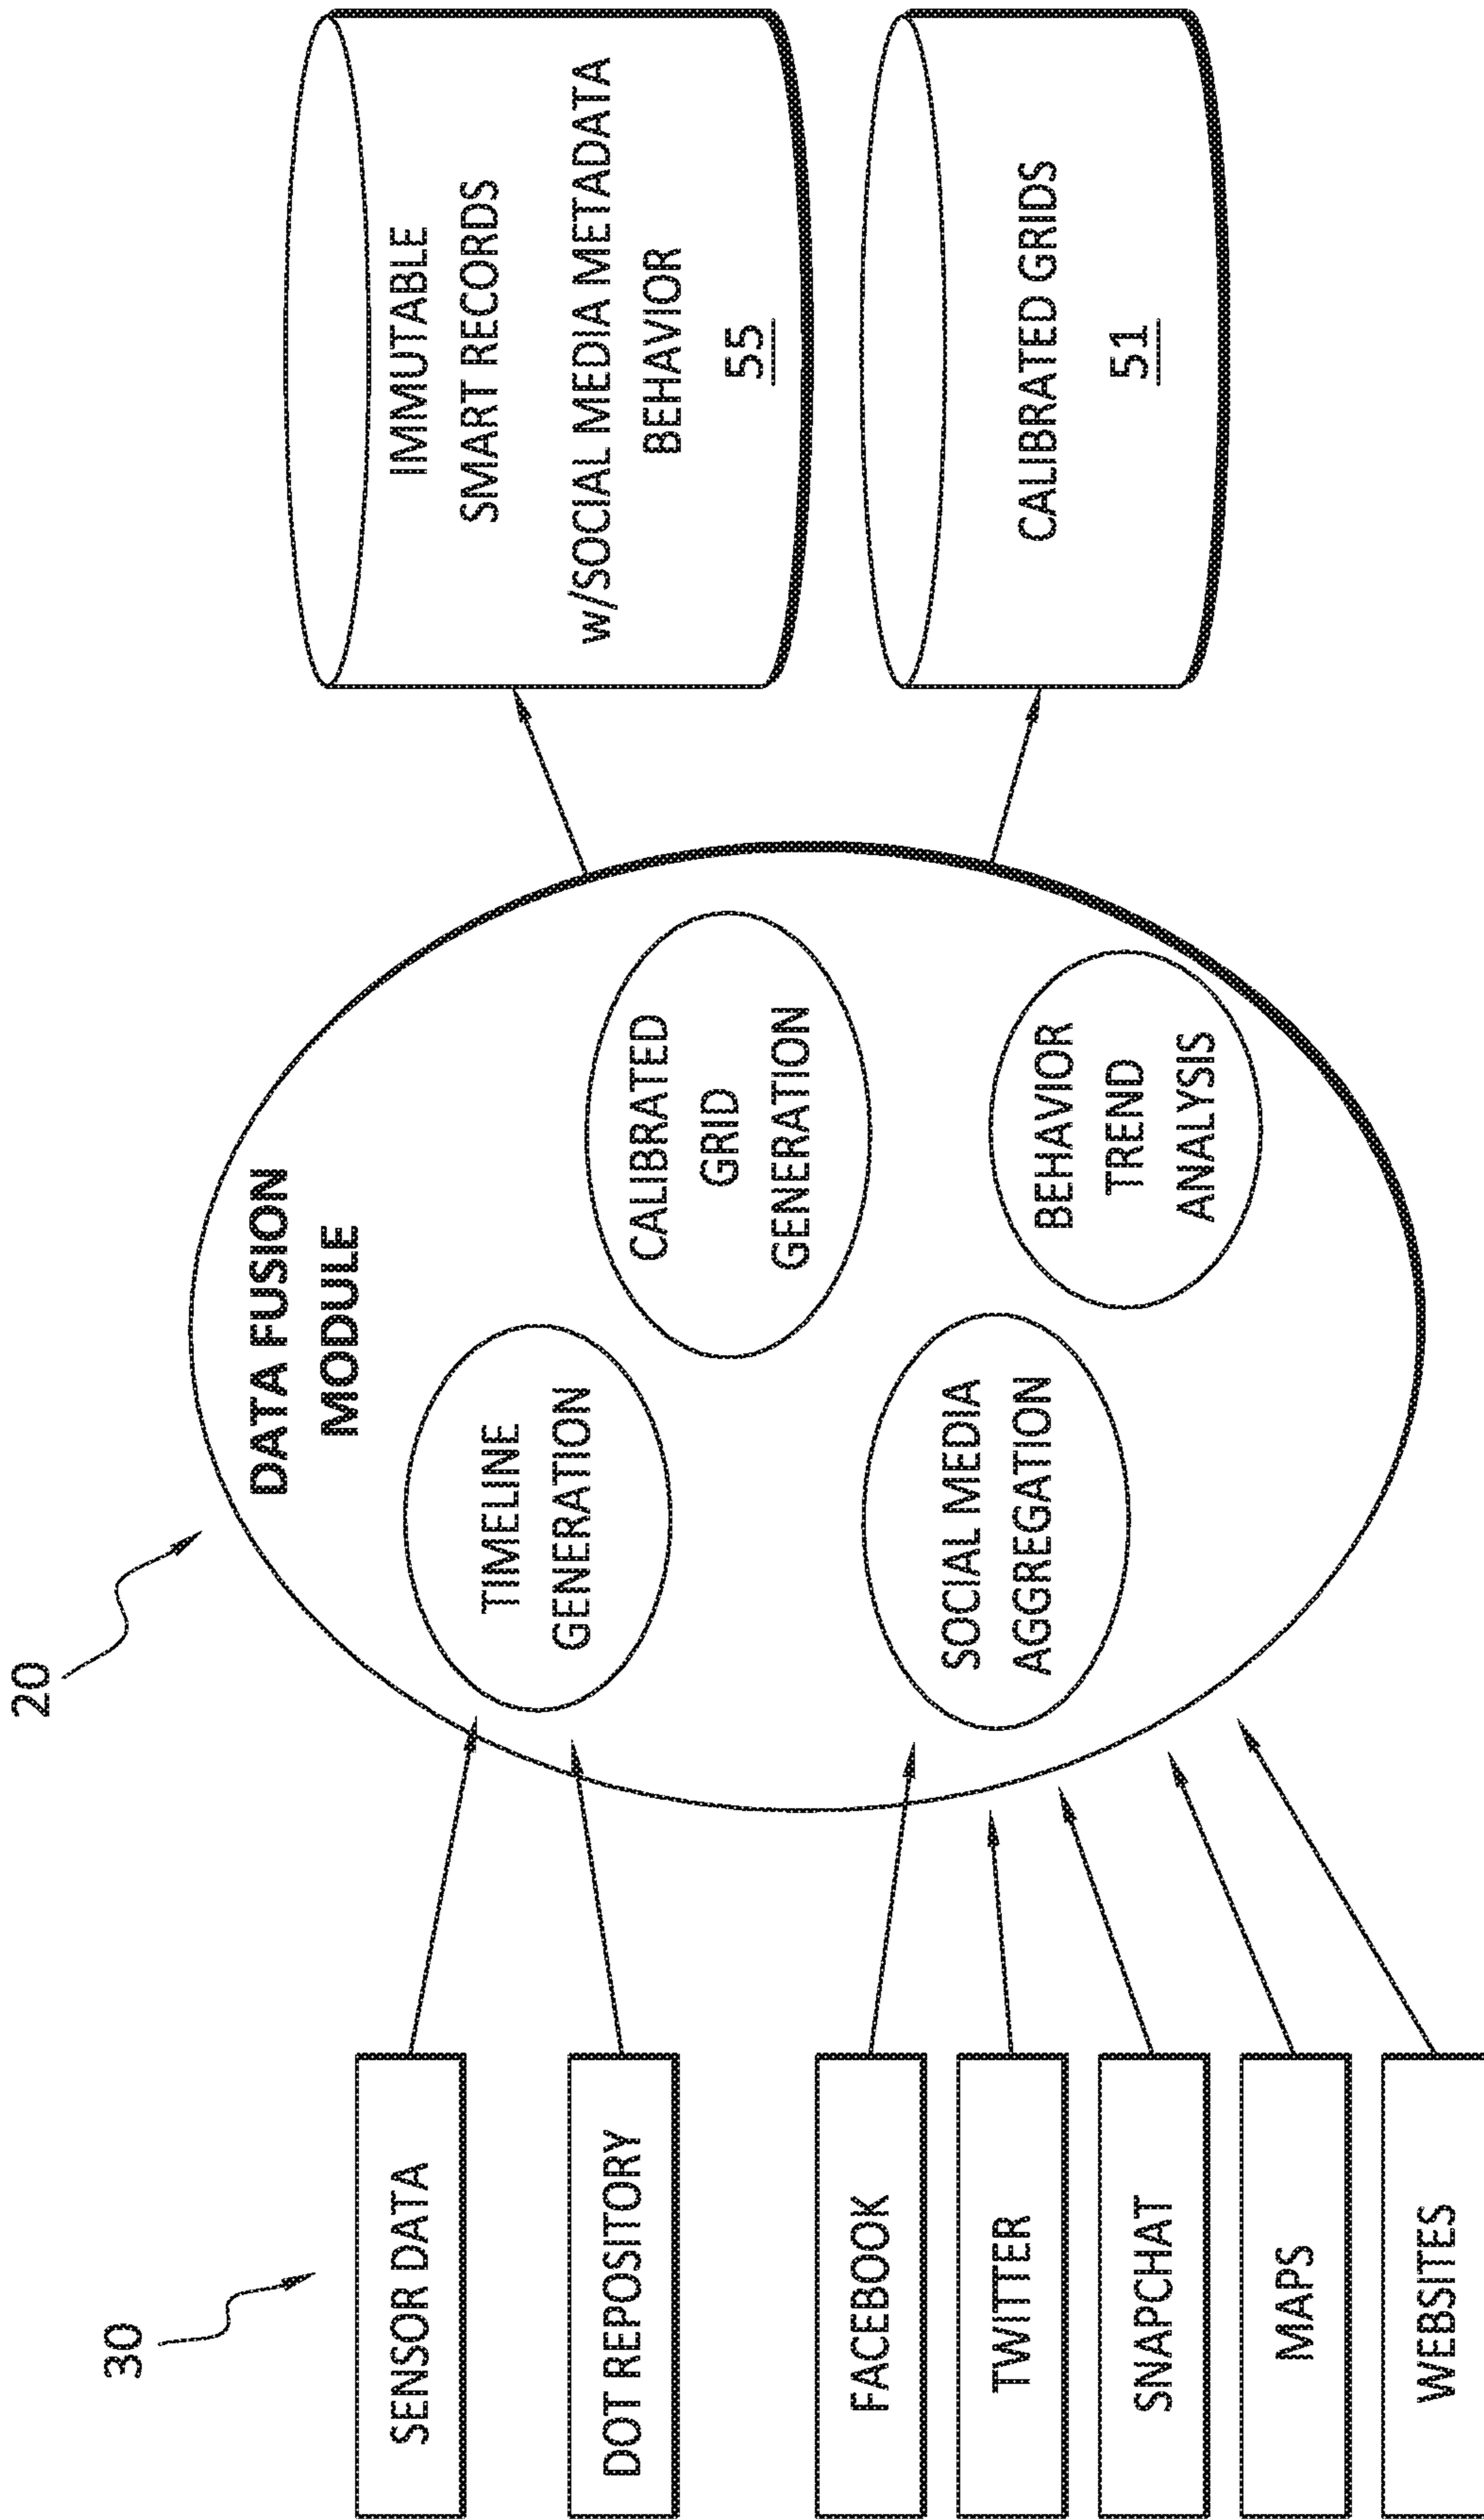 30
SENSOR DATA
DOT REPOSITORY
FACEBOOK
TWITTER
SNAPCHAT
MAPS
WEBSITES
20
DATA FUSION
MODULE
TIMELINE
GENERATION
CALIBRATED
GRID
GENERATION
SOCIAL MEDIA
AGGREGATION
BEHAVIOR
TREND
ANALYSIS
IMMUTABLE
SMART RECORDS
w/SOCIAL MEDIA METADATA
BEHAVIOR
55
CALIBRATED GRIDS
51